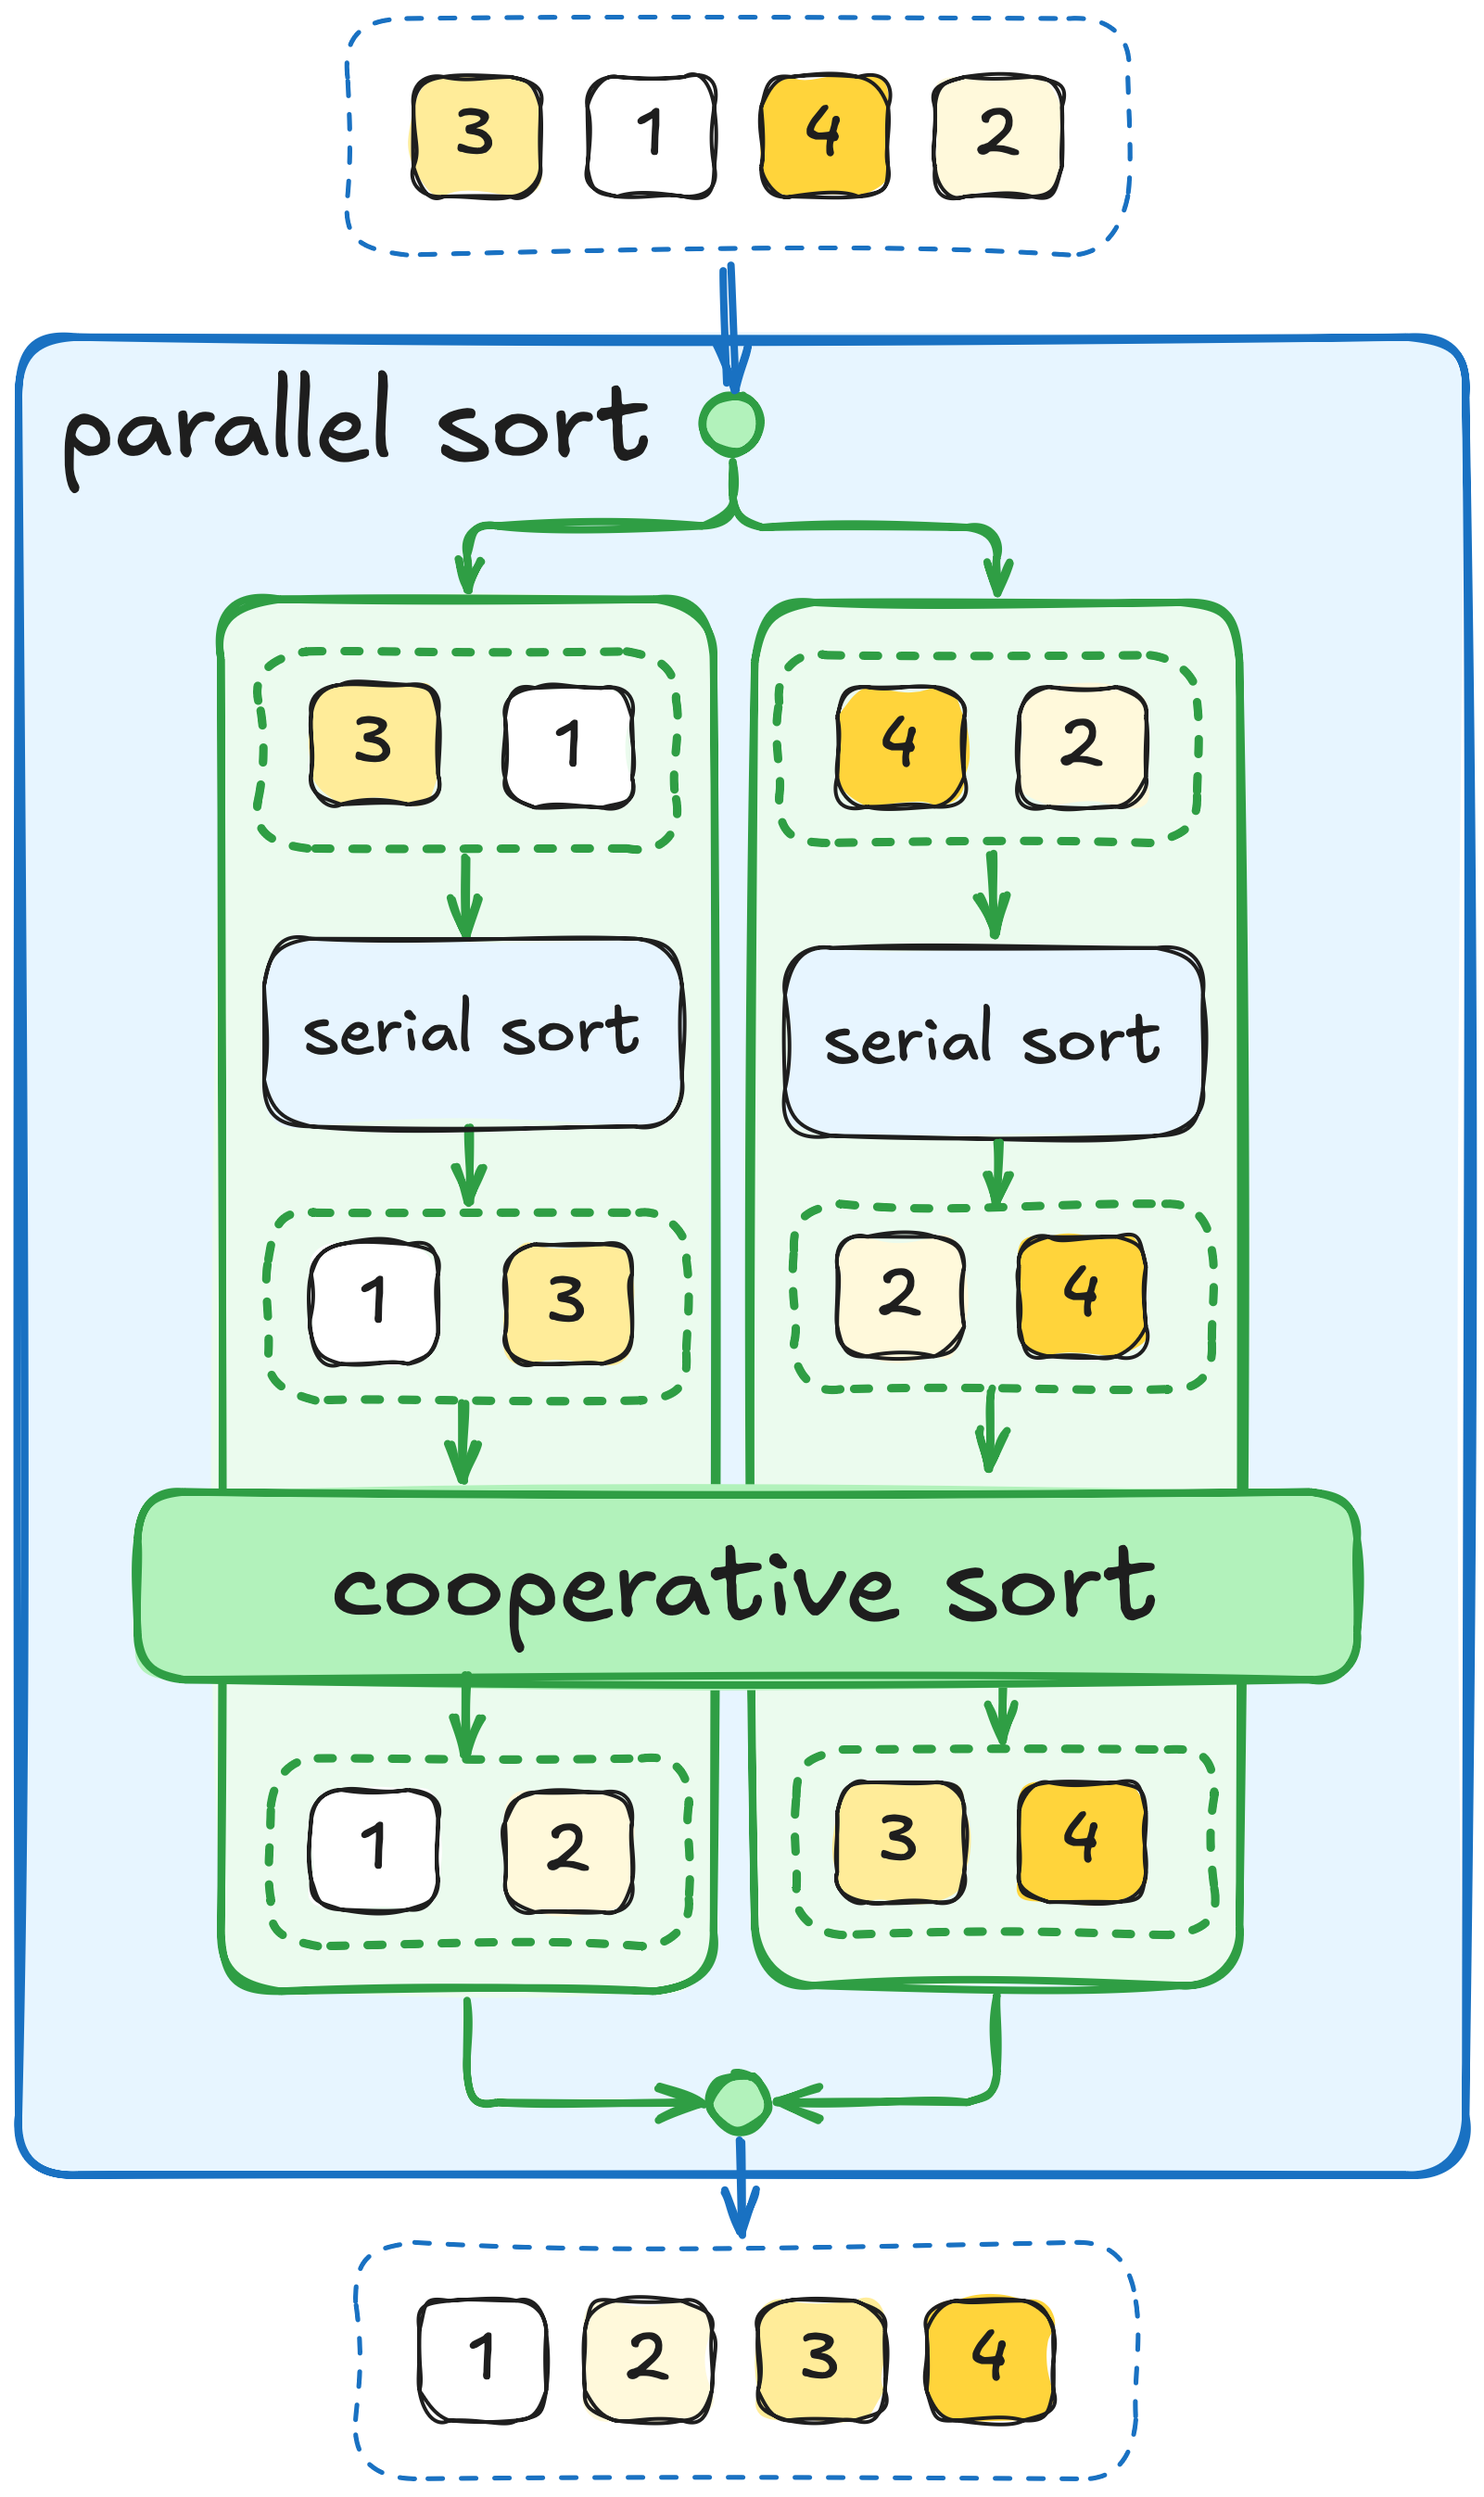 3 1 4 2
parallel sort
3 1 4 2
serial sort serial sort
1 3 2 4
cooperative sort
1 2 3 4
1 2 3 4